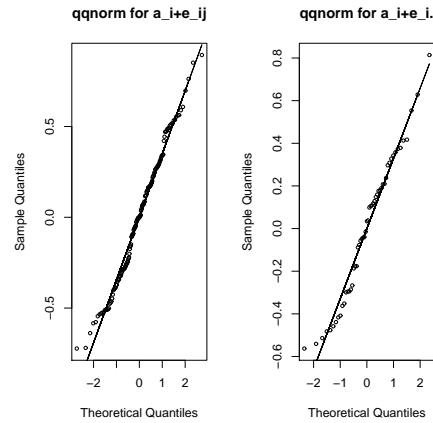 qqnorm for a_i+e_ij
Sample Quantiles
0.5
0.0
-0.5
−2 0 1 2
Theoretical Quantiles
qqnorm for a_i+e_i.
Sample Quantiles
0.8
0.6
0.4
0.2
0.0
−0.2
−0.4
−0.6
−2 −1 0 1 2
Theoretical Quantiles